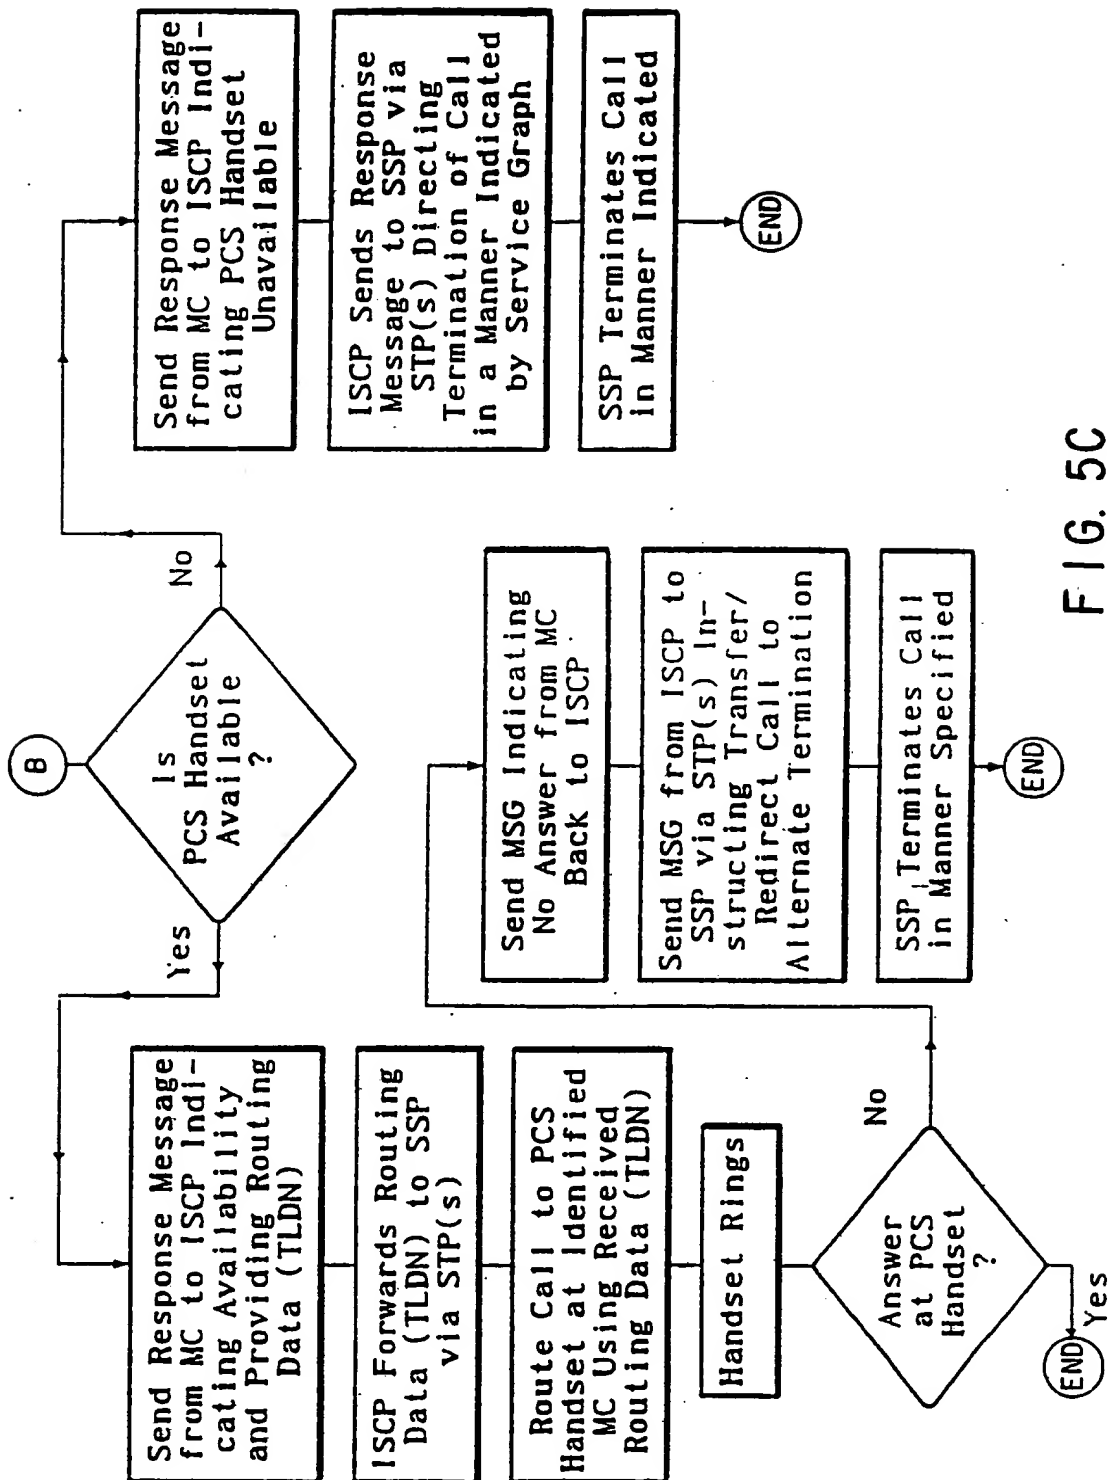 B
Is
PCS Handset
Available
?
Yes
No
Send Response Message
from MC to ISCP Indi-
cating Availability
and Providing Routing
Data (TLDN)
ISCP Forwards Routing
Data (TLDN) to SSP
via STP(s)
Route Call to PCS
Handset at Identified
MC Using Received
Routing Data (TLDN)
Handset Rings
Answer
at PCS
Handset
?
Yes
END
No
Send MSG Indicating
No Answer from MC
Back to ISCP
Send MSG from ISCP to
SSP via STP(s) In-
structing Transfer/
Redirect Call to
Alternate Termination
SSP Terminates Call
in Manner Specified
END
Send Response Message
from MC to ISCP Indi-
cating PCS Handset
Unavailable
ISCP Sends Response
Message to SSP via
STP(s) Directing
Termination of Call
in a Manner Indicated
by Service Graph
SSP Terminates Call
in Manner Indicated
END
FIG. 5C